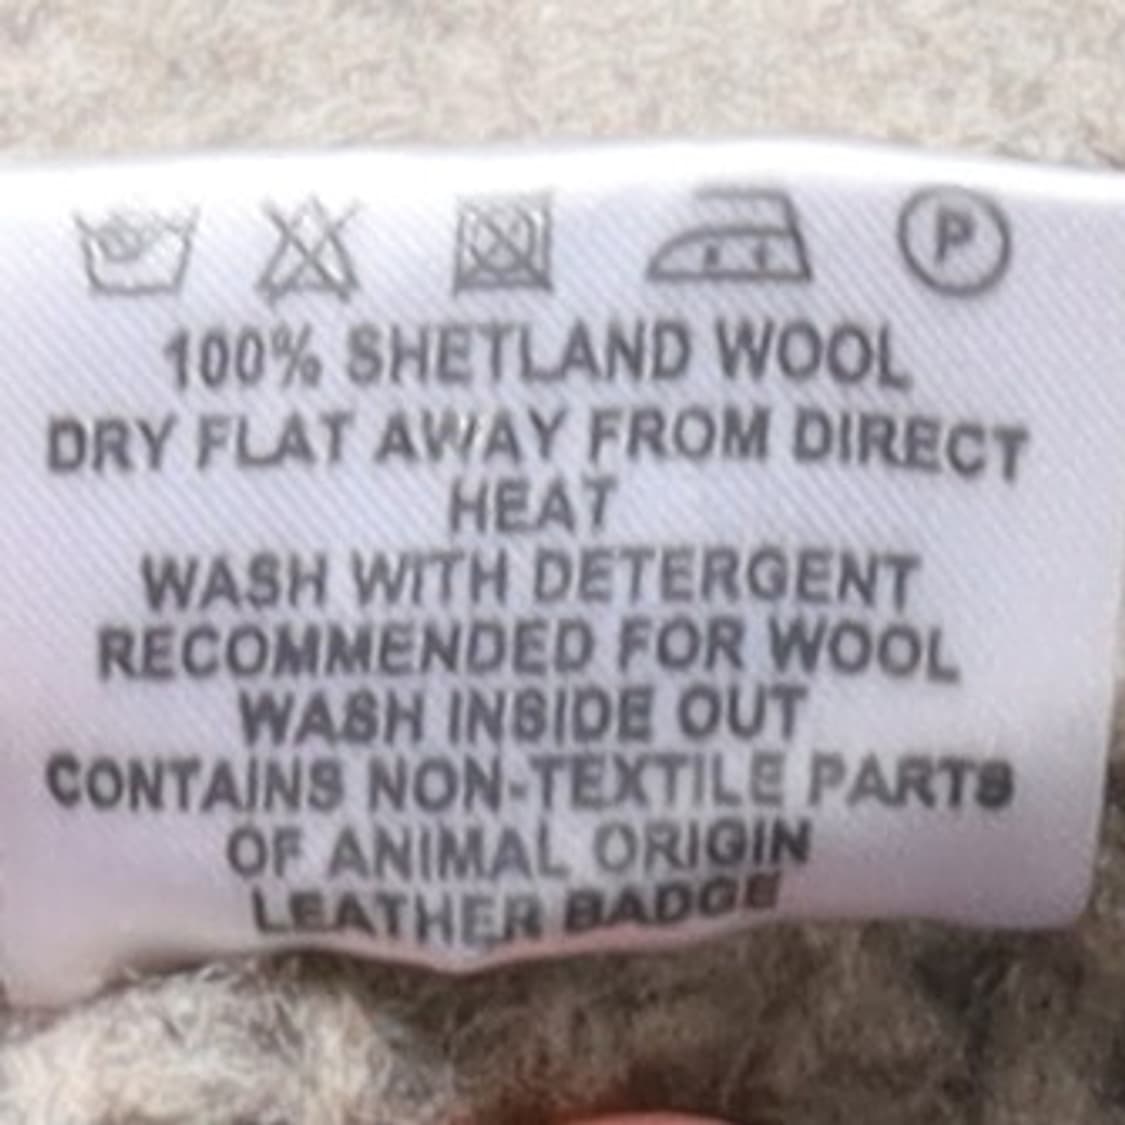 P
100% SHETLAND WOOL
DRY FLAT AWAY FROM DIRECT
HEAT
WASH WITH DETERGENT
RECOMMENDED FOR WOOL
WASH INSIDE OUT
CONTAINS NON-TEXTILE PARTS
OF ANIMAL ORIGIN
LEATHER BADGE